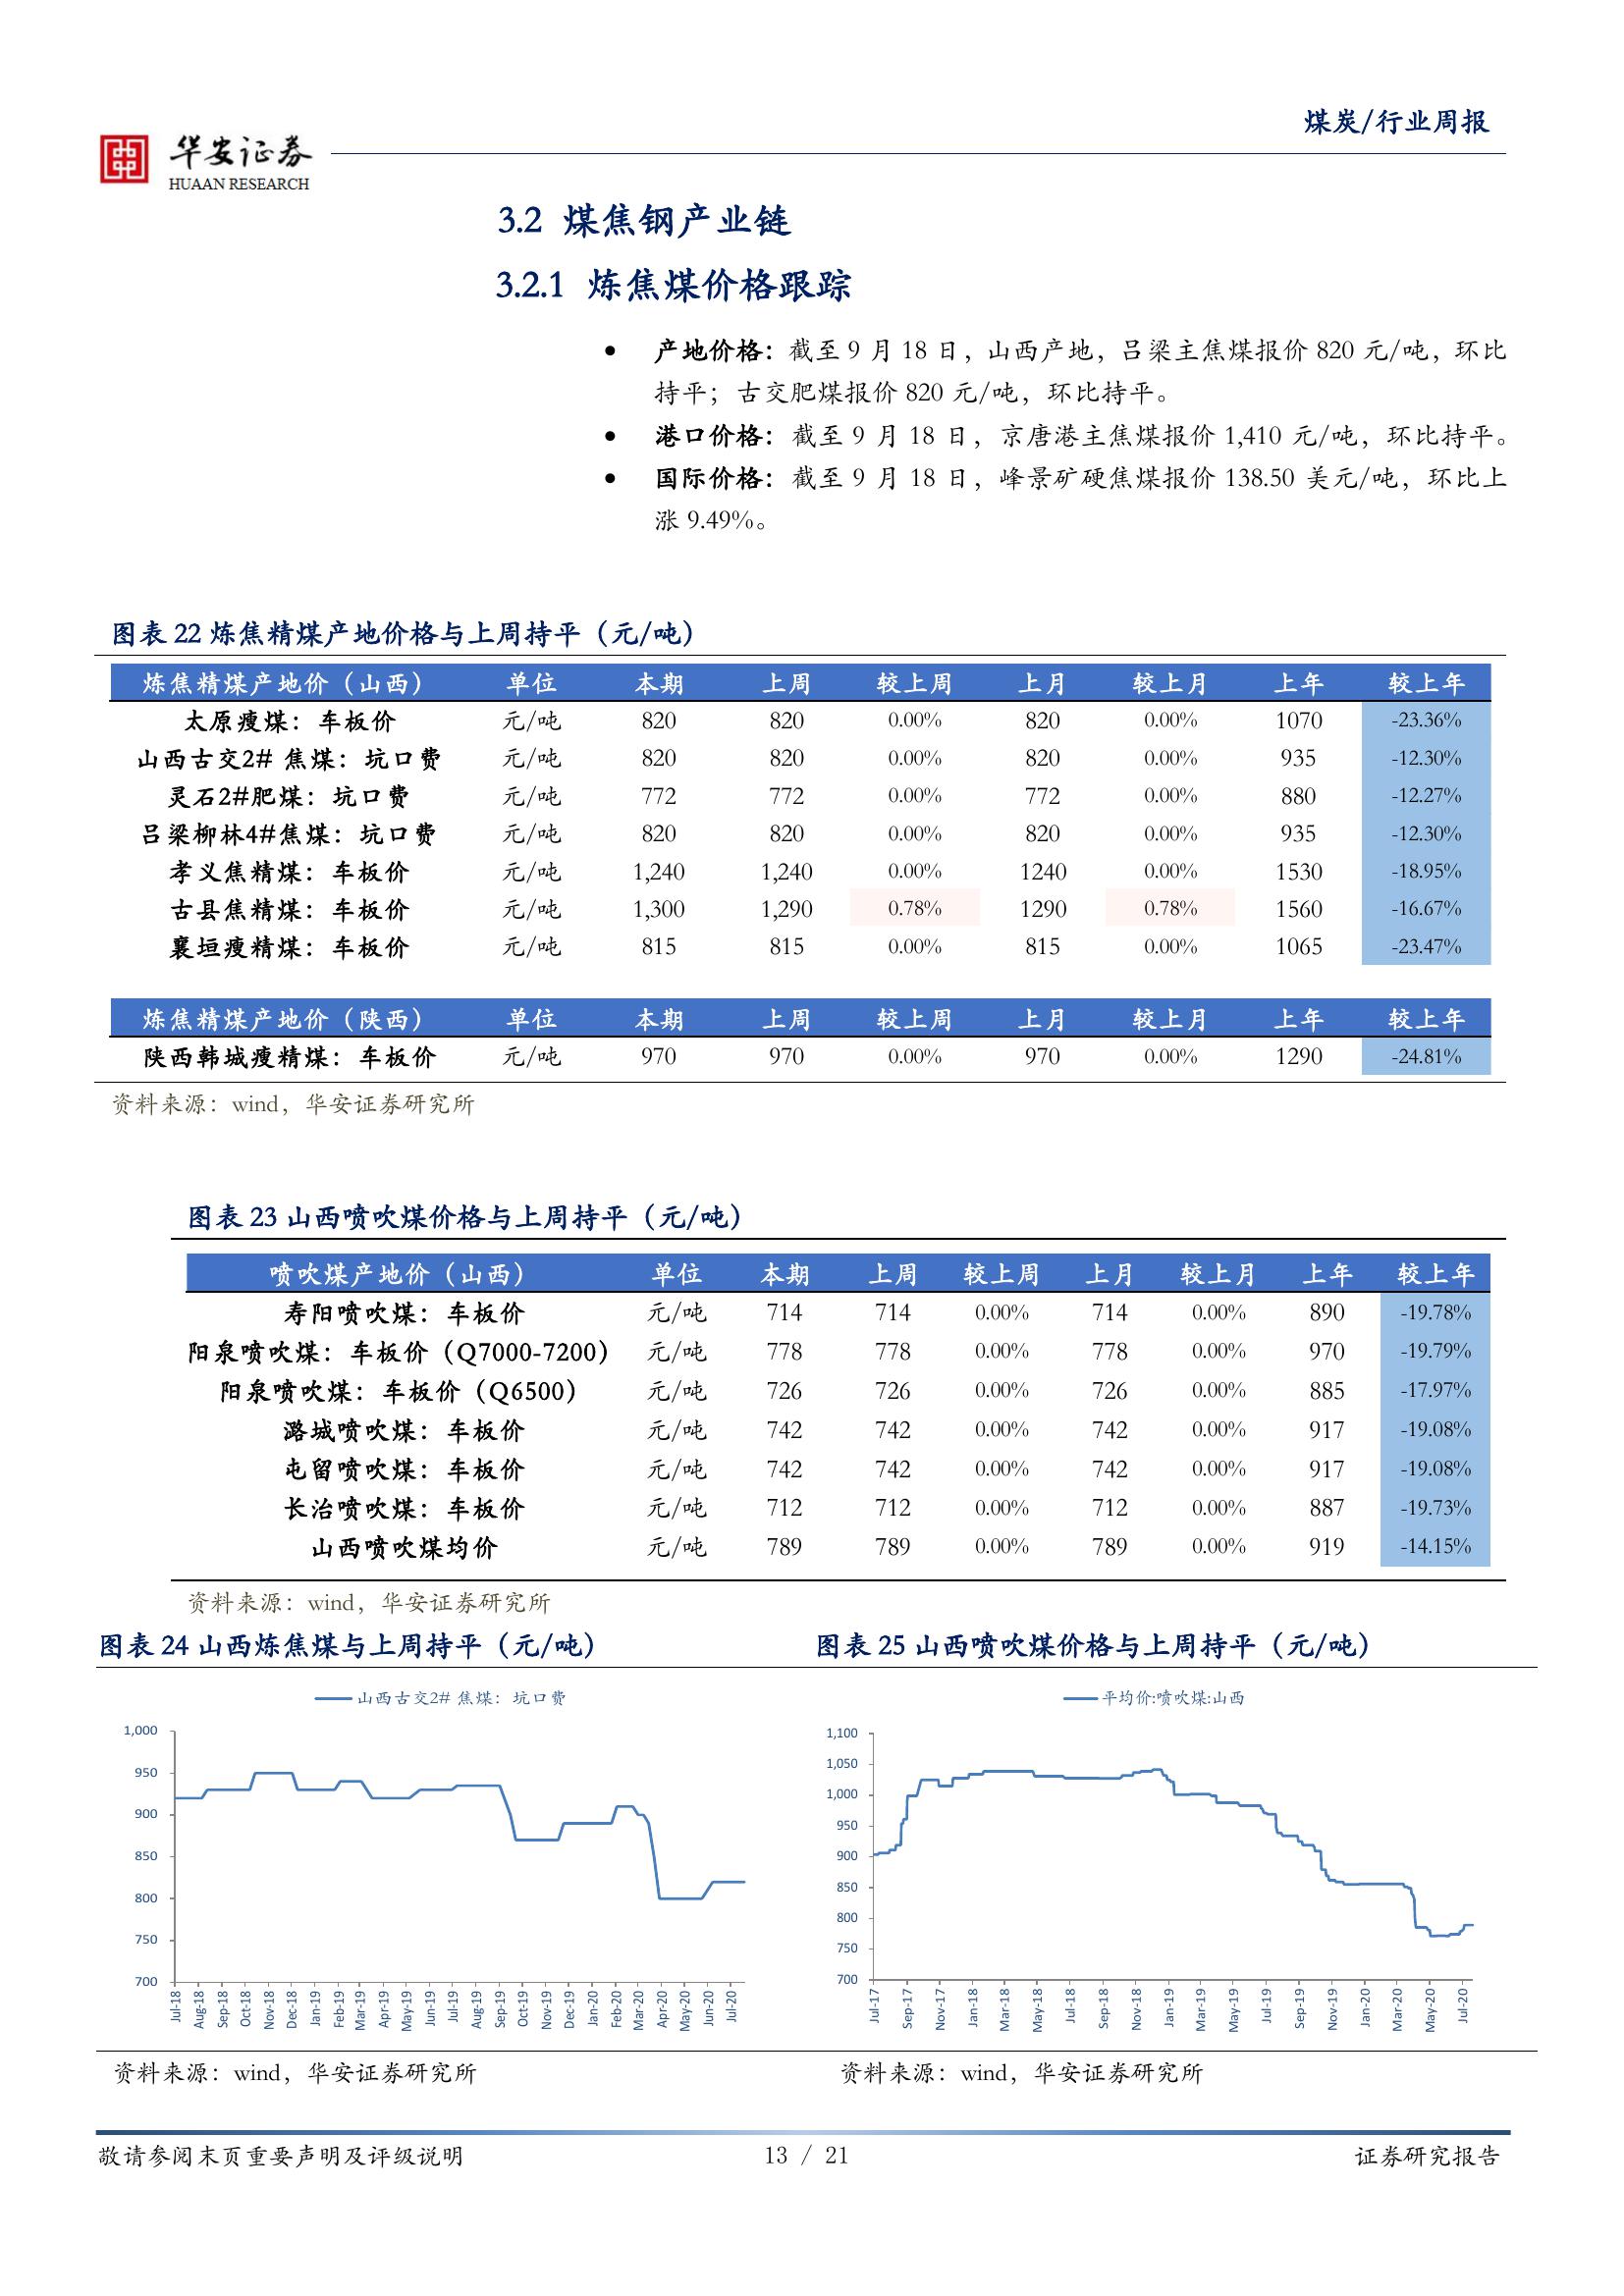 煤炭/行业周报
华安证券
HUAAN RESEARCH
3.2 煤焦钢产业链
3.2.1 炼焦煤价格跟踪
● 产地价格：截至 9 月 18 日，山西产地，吕梁主焦煤报价 820 元/吨，环比
持平；古交肥煤报价 820 元/吨，环比持平。
● 港口价格：截至 9 月 18 日，京唐港主焦煤报价 1,410 元/吨，环比持平。
● 国际价格：截至 9 月 18 日，峰景矿硬焦煤报价 138.50 美元/吨，环比上
涨 9.49%。
图表 22 炼焦精煤产地价格与上周持平（元/吨）
炼焦精煤产地价（山西） 单位 本期 上周 较上周 上月 较上月 上年 较上年
太原瘦煤：车板价 元/吨 820 820 0.00% 820 0.00% 1070 -23.36%
山西古交2# 焦煤：坑口费 元/吨 820 820 0.00% 820 0.00% 935 -12.30%
灵石2#肥煤：坑口费 元/吨 772 772 0.00% 772 0.00% 880 -12.27%
吕梁柳林4#焦煤：坑口费 元/吨 820 820 0.00% 820 0.00% 935 -12.30%
孝义焦精煤：车板价 元/吨 1,240 1,240 0.00% 1240 0.00% 1530 -18.95%
古县焦精煤：车板价 元/吨 1,300 1,290 0.78% 1290 0.78% 1560 -16.67%
襄垣瘦精煤：车板价 元/吨 815 815 0.00% 815 0.00% 1065 -23.47%
炼焦精煤产地价（陕西） 单位 本期 上周 较上周 上月 较上月 上年 较上年
陕西韩城瘦精煤：车板价 元/吨 970 970 0.00% 970 0.00% 1290 -24.81%
资料来源：wind，华安证券研究所
图表 23 山西喷吹煤价格与上周持平（元/吨）
喷吹煤产地价（山西） 单位 本期 上周 较上周 上月 较上月 上年 较上年
寿阳喷吹煤：车板价 元/吨 714 714 0.00% 714 0.00% 890 -19.78%
阳泉喷吹煤：车板价（Q7000-7200） 元/吨 778 778 0.00% 778 0.00% 970 -19.79%
阳泉喷吹煤：车板价（Q6500） 元/吨 726 726 0.00% 726 0.00% 885 -17.97%
潞城喷吹煤：车板价 元/吨 742 742 0.00% 742 0.00% 917 -19.08%
屯留喷吹煤：车板价 元/吨 742 742 0.00% 742 0.00% 917 -19.08%
长治喷吹煤：车板价 元/吨 712 712 0.00% 712 0.00% 887 -19.73%
山西喷吹煤均价 元/吨 789 789 0.00% 789 0.00% 919 -14.15%
资料来源：wind，华安证券研究所
图表 24 山西炼焦煤与上周持平（元/吨）
山西古交2# 焦煤：坑口费
1,000
950
900
850
800
750
700
Jul-18 Aug-18 Sep-18 Oct-18 Nov-18 Dec-18 Jan-19 Feb-19 Mar-19 Apr-19 May-19 Jun-19 Jul-19 Aug-19 Sep-19 Oct-19 Nov-19 Dec-19 Jan-20 Feb-20 Mar-20 Apr-20 May-20 Jun-20 Jul-20
资料来源：wind，华安证券研究所
图表 25 山西喷吹煤价格与上周持平（元/吨）
平均价:喷吹煤:山西
1,100
1,050
1,000
950
900
850
800
750
700
Jul-17 Sep-17 Nov-17 Jan-18 Mar-18 May-18 Jul-18 Sep-18 Nov-18 Jan-19 Mar-19 May-19 Jul-19 Sep-19 Nov-19 Jan-20 Mar-20 May-20 Jul-20
资料来源：wind，华安证券研究所
敬请参阅末页重要声明及评级说明
13 / 21
证券研究报告